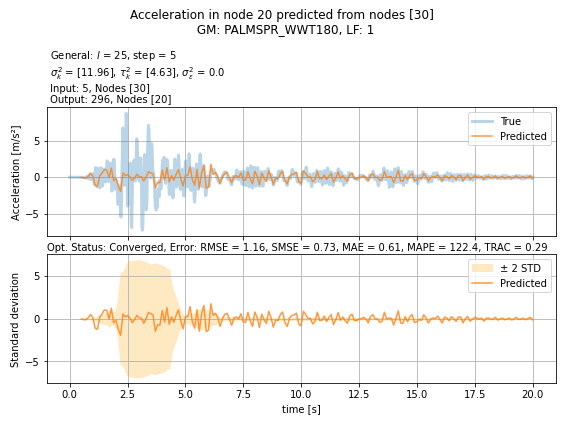 Acceleration in node 20 predicted from nodes [30]
GM: PALMSPR_WWT180, LF: 1
General: l = 25, step = 5
σ²ₖ = [11.96], τ²ₖ = [4.63], σ²ε = 0.0
Input: 5, Nodes [30]
Output: 296, Nodes [20]
Acceleration [m/s²]
5
0
−5
True
Predicted
Opt. Status: Converged, Error: RMSE = 1.16, SMSE = 0.73, MAE = 0.61, MAPE = 122.4, TRAC = 0.29
Standard deviation
5
0
−5
± 2 STD
Predicted
0.0 2.5 5.0 7.5 10.0 12.5 15.0 17.5 20.0
time [s]